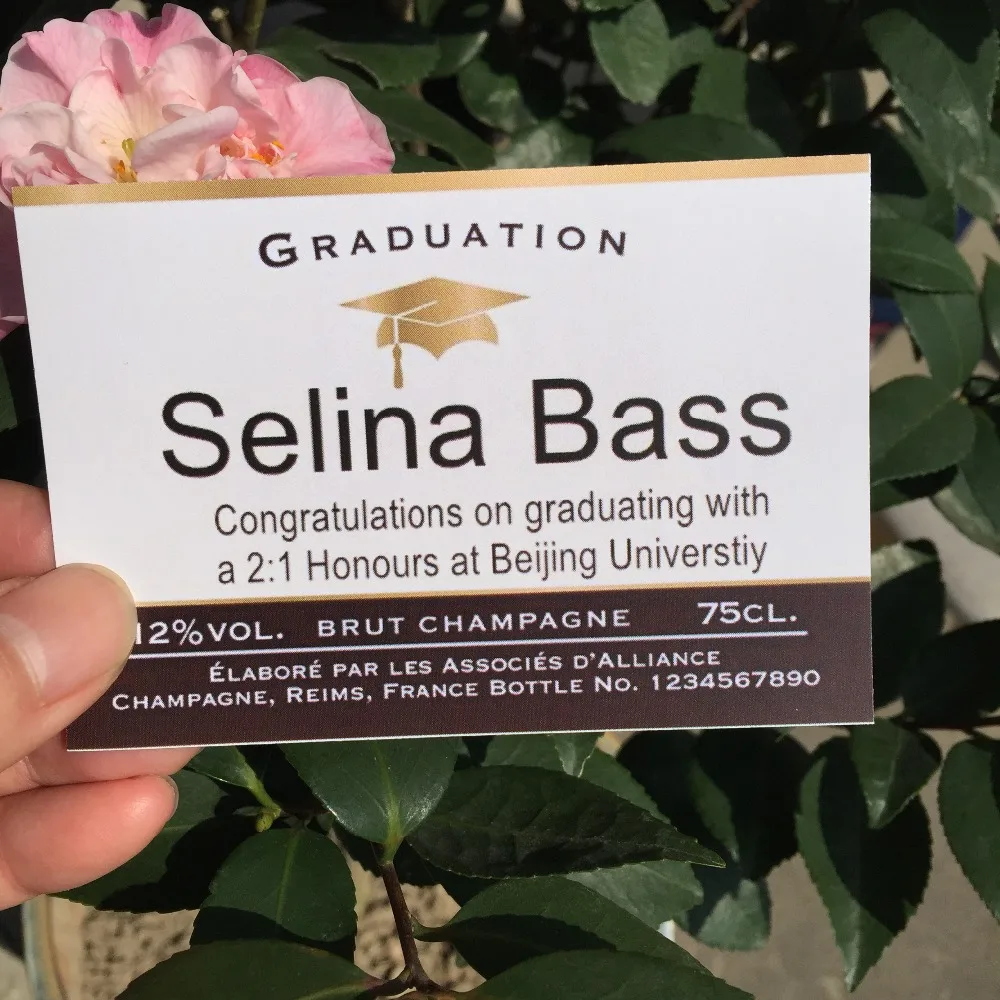 GRADUATION
Selina Bass
Congratulations on graduating with
a 2:1 Honours at Beijing Universtiy
12%VOL. BRUT CHAMPAGNE 75CL.
ÉLABORÉ PAR LES ASSOCIÉS D'ALLIANCE
CHAMPAGNE, REIMS, FRANCE BOTTLE NO. 1234567890